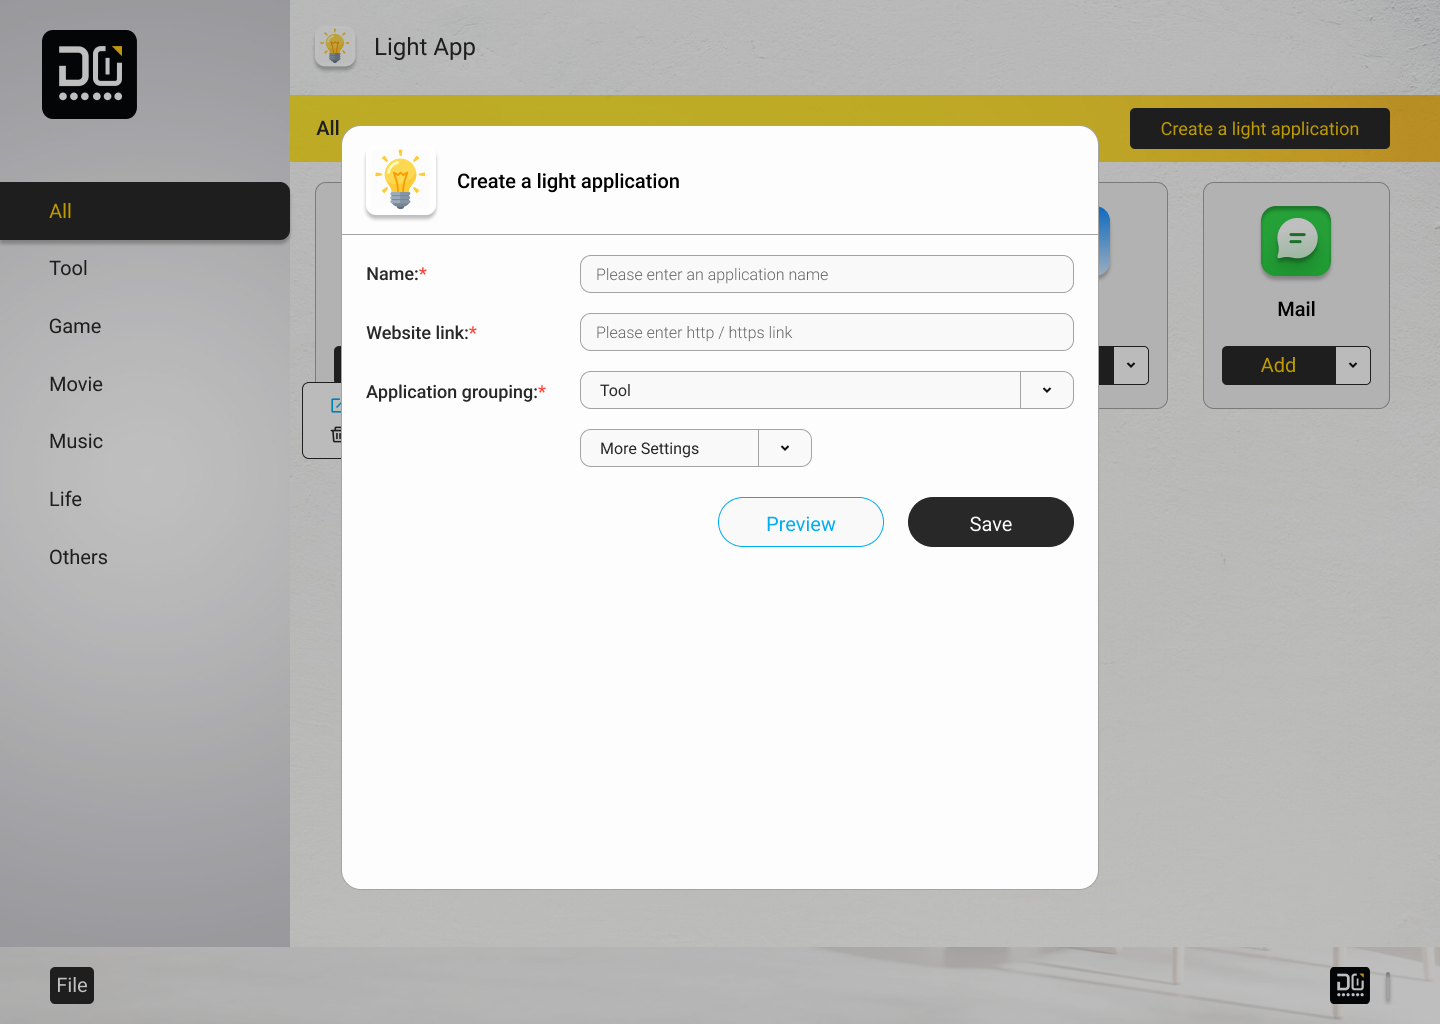 Light App
All
Create a light application
All
Tool
Game
Movie
Music
Life
Others
Create a light application
Name:*
Please enter an application name
Website link:*
Please enter http / https link
Application grouping:*
Tool
More Settings
Preview
Save
Mail
Add
File